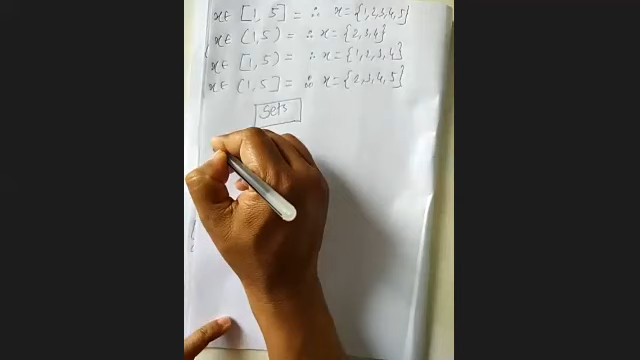 x ∈ [1, 5] = ∴ x = {1,2,3,4,5}
x ∈ (1, 5) = ∴ x = {2,3,4}
x ∈ [1, 5) = ∴ x = {1, 2, 3, 4}
x ∈ (1, 5] = ∴ x = {2, 3, 4, 5}
Sets